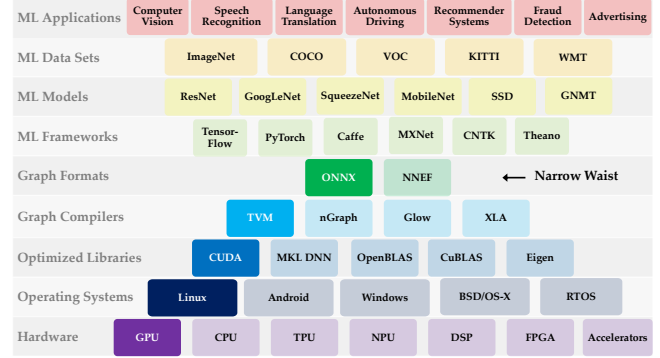 ML Applications Computer Vision Speech Recognition Language Translation Autonomous Driving Recommender Systems Fraud Detection Advertising
ML Data Sets ImageNet COCO VOC KITTI WMT
ML Models ResNet GoogLeNet SqueezeNet MobileNet SSD GNMT
ML Frameworks Tensor-Flow PyTorch Caffe MXNet CNTK Theano
Graph Formats ONNX NNEF ← Narrow Waist
Graph Compilers TVM nGraph Glow XLA
Optimized Libraries CUDA MKL DNN OpenBLAS CuBLAS Eigen
Operating Systems Linux Android Windows BSD/OS-X RTOS
Hardware GPU CPU TPU NPU DSP FPGA Accelerators